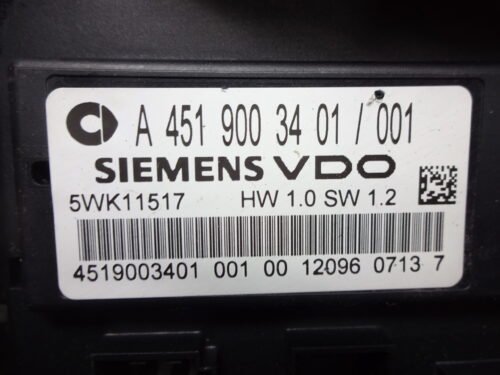 A 451 900 34 01 / 001
SIEMENS VDO
5WK11517 HW 1.0 SW 1.2
4519003401 001 00 12096 0713 7